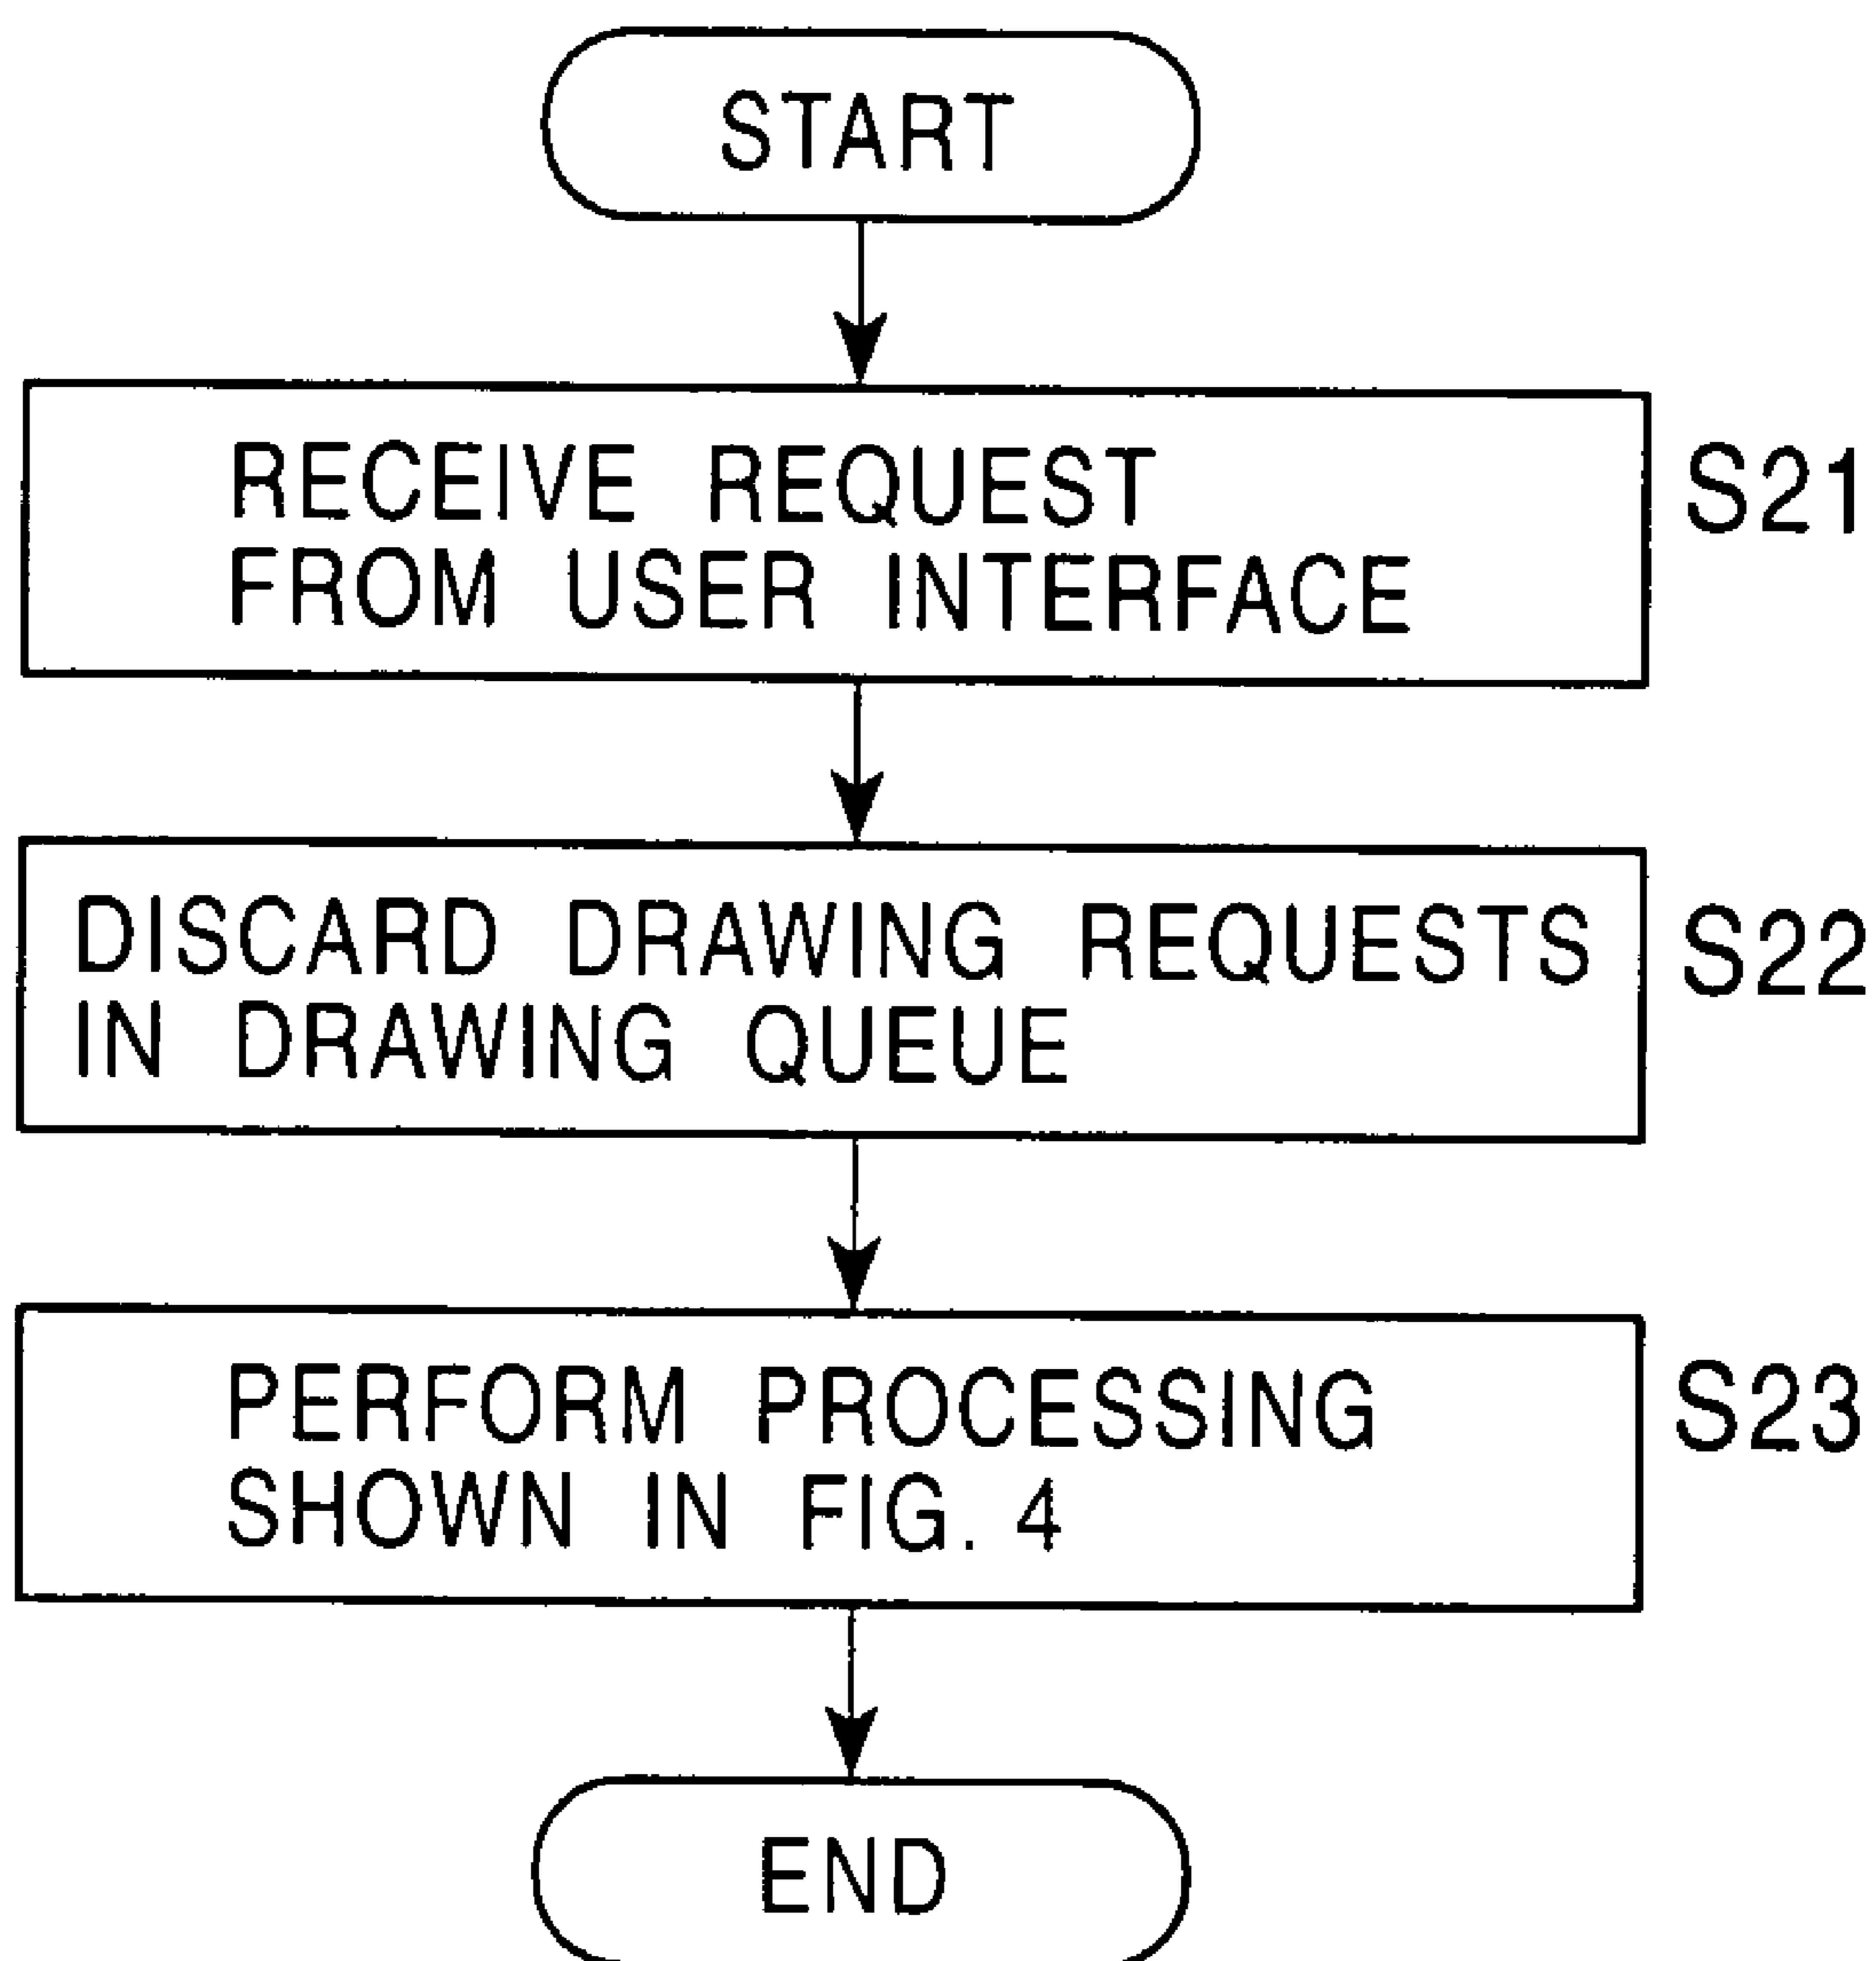 START
RECEIVE REQUEST
FROM USER INTERFACE
S21
DISCARD DRAWING REQUESTS
IN DRAWING QUEUE
S22
PERFORM PROCESSING
SHOWN IN FIG. 4
S23
END